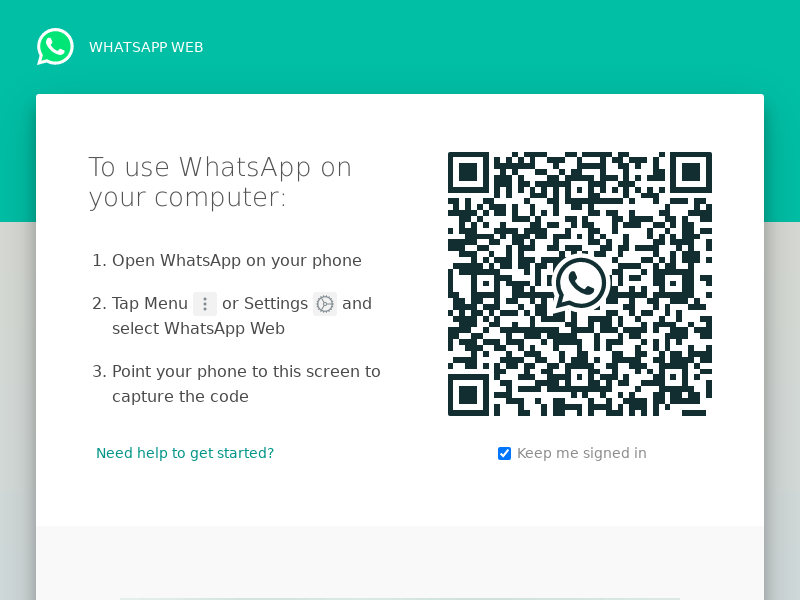 WHATSAPP WEB
To use WhatsApp on
your computer:
1. Open WhatsApp on your phone
2. Tap Menu or Settings and
select WhatsApp Web
3. Point your phone to this screen to
capture the code
Need help to get started?
Keep me signed in